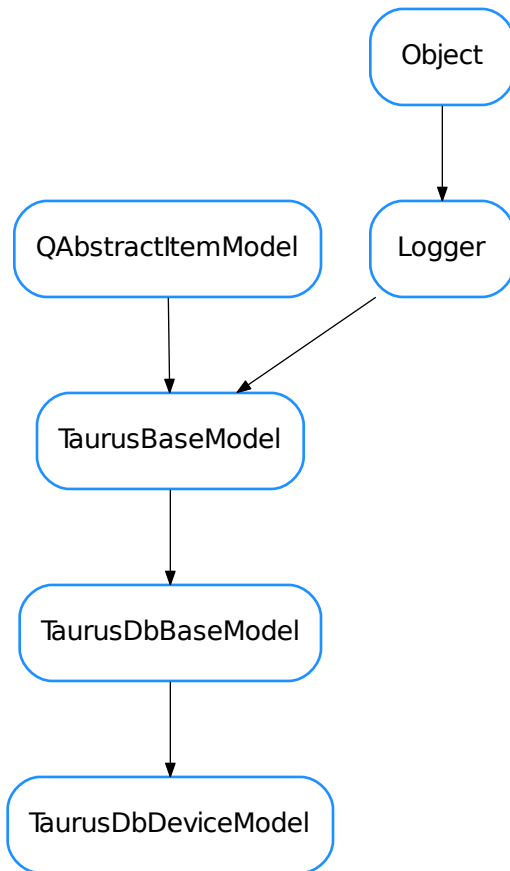 Object
QAbstractItemModel
Logger
TaurusBaseModel
TaurusDbBaseModel
TaurusDbDeviceModel